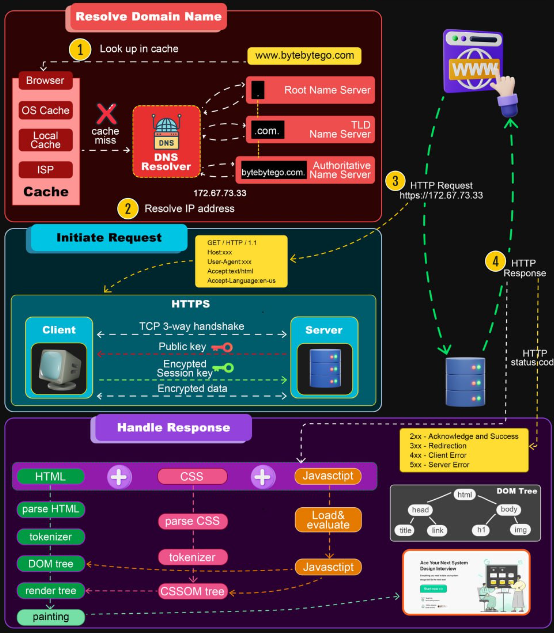 Resolve Domain Name
1
Look up in cache
www.bytebytego.com
Browser
OS Cache
Local
Cache
ISP
Cache
cache
miss
DNS
DNS
Resolver
.
Root Name Server
.com.
TLD
Name Server
bytebytego.com.
Authoritative
Name Server
172.67.73.33
2
Resolve IP address
WWW
3
HTTP Request
https://172.67.73.33
4
HTTP
Response
HTTP
status cod
Initiate Request
GET / HTTP / 1.1
Host:xxx
User-Agent:xxx
Accept:text/html
Accept-Language:en-us
HTTPS
Client
Server
TCP 3-way handshake
Public key
Encrypted
Session key
Encrypted data
Handle Response
2xx - Acknowledge and Success
3xx - Redirection
4xx - Client Error
5xx - Server Error
HTML
+
CSS
+
Javasctipt
parse HTML
tokenizer
DOM tree
render tree
painting
parse CSS
tokenizer
CSSOM tree
Load&
evaluate
Javasctipt
DOM Tree
html
head
body
title
link
h1
img
Ace Your Next System
Design Interview